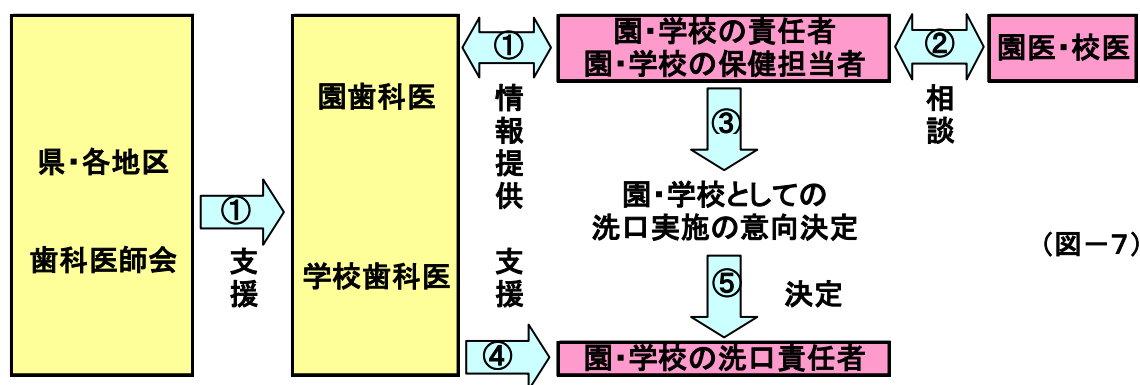 県・各地区
歯科医師会
①
支援
園歯科医
学校歯科医
①
情報提供
支援
④
園・学校の責任者
園・学校の保健担当者
②
相談
園医・校医
③
園・学校としての
洗口実施の意向決定
⑤
決定
園・学校の洗口責任者
(図－7)